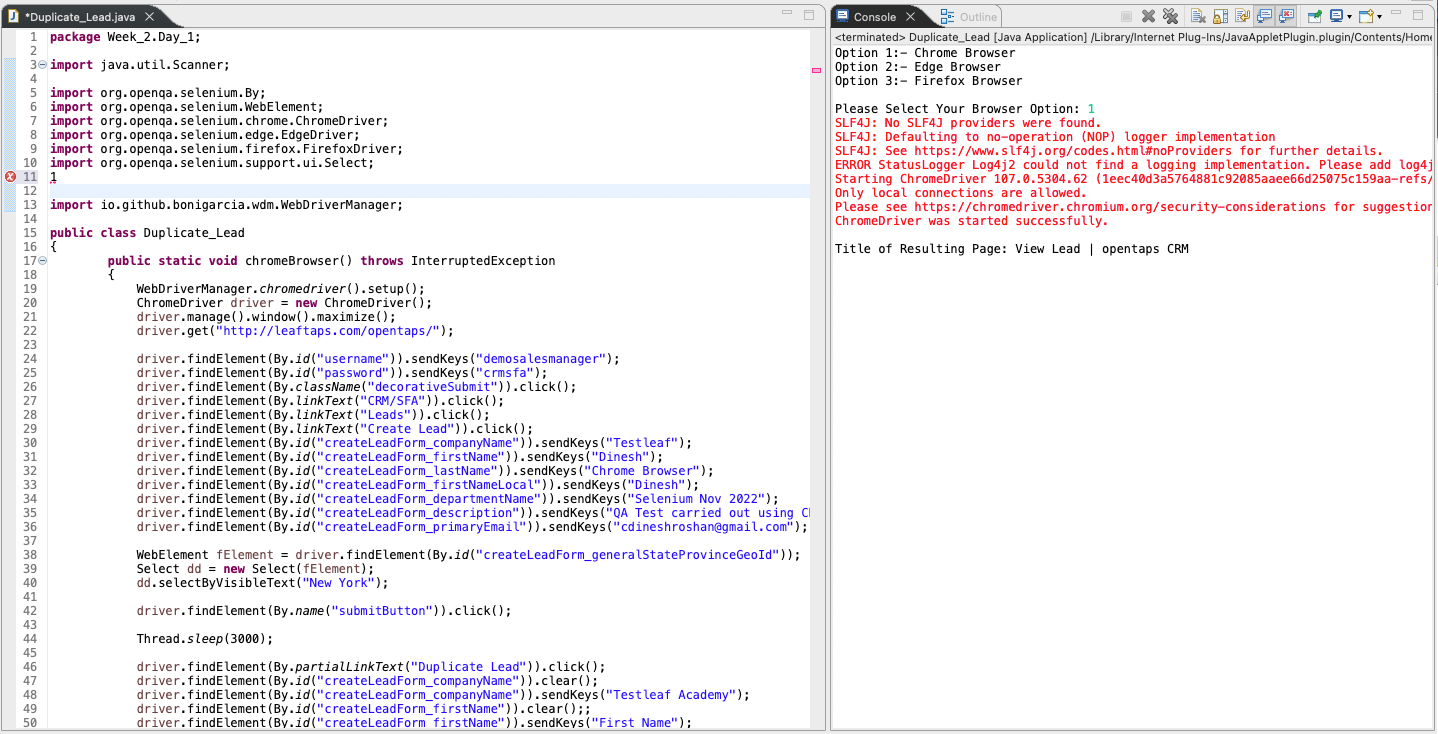 *Duplicate_Lead.java
1 package Week_2.Day_1;
2
3 import java.util.Scanner;
4
5 import org.openqa.selenium.By;
6 import org.openqa.selenium.WebElement;
7 import org.openqa.selenium.chrome.ChromeDriver;
8 import org.openqa.selenium.edge.EdgeDriver;
9 import org.openqa.selenium.firefox.FirefoxDriver;
10 import org.openqa.selenium.support.ui.Select;
11 1
12
13 import io.github.bonigarcia.wdm.WebDriverManager;
14
15 public class Duplicate_Lead
16 {
17 public static void chromeBrowser() throws InterruptedException
18 {
19 WebDriverManager.chromedriver().setup();
20 ChromeDriver driver = new ChromeDriver();
21 driver.manage().window().maximize();
22 driver.get("http://leaftaps.com/opentaps/");
23
24 driver.findElement(By.id("username")).sendKeys("demosalesmanager");
25 driver.findElement(By.id("password")).sendKeys("crmsfa");
26 driver.findElement(By.className("decorativeSubmit")).click();
27 driver.findElement(By.linkText("CRM/SFA")).click();
28 driver.findElement(By.linkText("Leads")).click();
29 driver.findElement(By.linkText("Create Lead")).click();
30 driver.findElement(By.id("createLeadForm_companyName")).sendKeys("Testleaf");
31 driver.findElement(By.id("createLeadForm_firstName")).sendKeys("Dinesh");
32 driver.findElement(By.id("createLeadForm_lastName")).sendKeys("Chrome Browser");
33 driver.findElement(By.id("createLeadForm_firstNameLocal")).sendKeys("Dinesh");
34 driver.findElement(By.id("createLeadForm_departmentName")).sendKeys("Selenium Nov 2022");
35 driver.findElement(By.id("createLeadForm_description")).sendKeys("QA Test carried out using C
36 driver.findElement(By.id("createLeadForm_primaryEmail")).sendKeys("cdineshroshan@gmail.com");
37
38 WebElement fElement = driver.findElement(By.id("createLeadForm_generalStateProvinceGeoId"));
39 Select dd = new Select(fElement);
40 dd.selectByVisibleText("New York");
41
42 driver.findElement(By.name("submitButton")).click();
43
44 Thread.sleep(3000);
45
46 driver.findElement(By.partialLinkText("Duplicate Lead")).click();
47 driver.findElement(By.id("createLeadForm_companyName")).clear();
48 driver.findElement(By.id("createLeadForm_companyName")).sendKeys("Testleaf Academy");
49 driver.findElement(By.id("createLeadForm_firstName")).clear();;
50 driver.findElement(By.id("createLeadForm_firstName")).sendKeys("First Name");
Console
Outline
<terminated> Duplicate_Lead [Java Application] /Library/Internet Plug-Ins/JavaAppletPlugin.plugin/Contents/Home
Option 1:- Chrome Browser
Option 2:- Edge Browser
Option 3:- Firefox Browser
Please Select Your Browser Option: 1
SLF4J: No SLF4J providers were found.
SLF4J: Defaulting to no-operation (NOP) logger implementation
SLF4J: See https://www.slf4j.org/codes.html#noProviders for further details.
ERROR StatusLogger Log4j2 could not find a logging implementation. Please add log4j
Starting ChromeDriver 107.0.5304.62 (1eec40d3a5764881c92085aaee66d25075c159aa-refs/
Only local connections are allowed.
Please see https://chromedriver.chromium.org/security-considerations for suggestion
ChromeDriver was started successfully.
Title of Resulting Page: View Lead | opentaps CRM